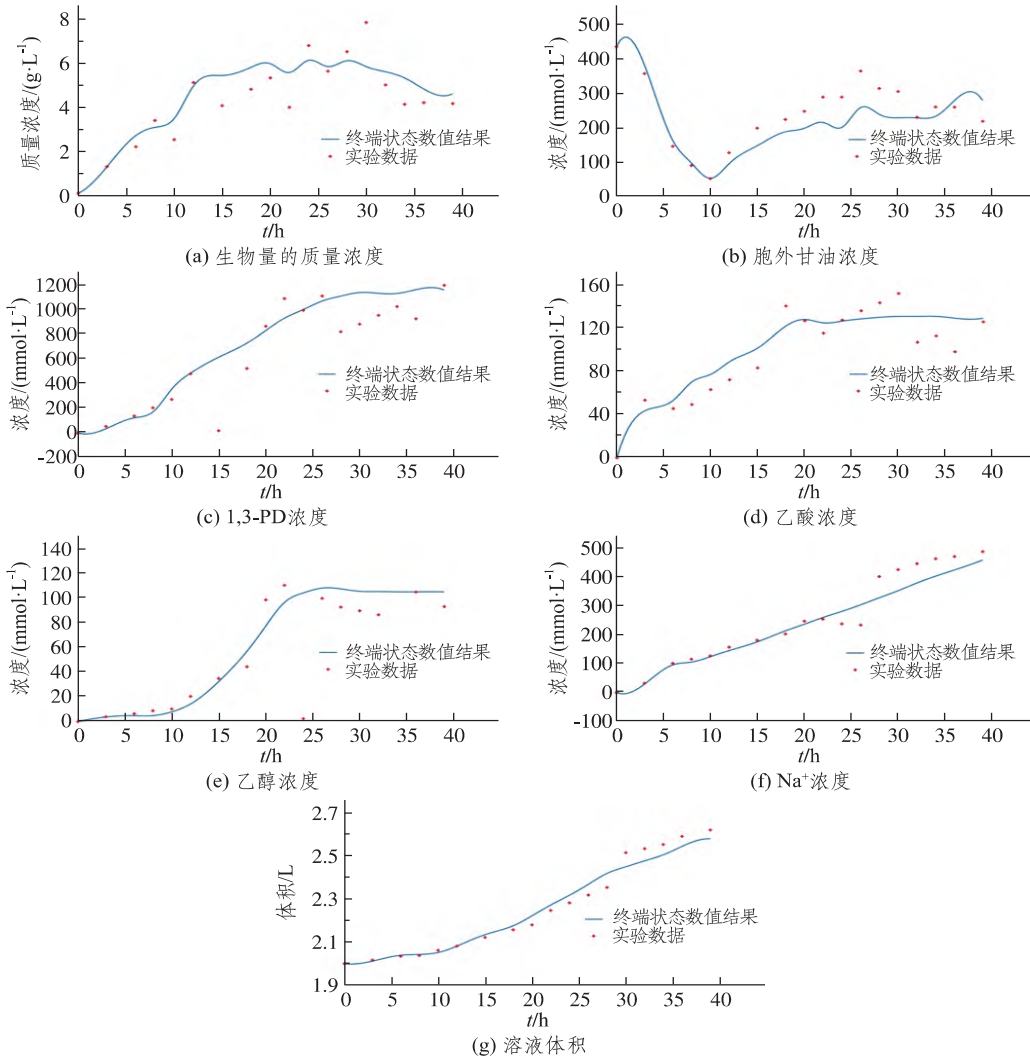 质量浓度/(g·L⁻¹)
8
6
4
2
0
终端状态数值结果
实验数据
0 5 10 15 20 25 30 35 40
t/h
(a) 生物量的质量浓度
浓度/(mmol·L⁻¹)
500
400
300
200
100
0
终端状态数值结果
实验数据
0 5 10 15 20 25 30 35 40
t/h
(b) 胞外甘油浓度
浓度/(mmol·L⁻¹)
1200
1000
800
600
400
200
0
-200
终端状态数值结果
实验数据
0 5 10 15 20 25 30 35 40
t/h
(c) 1,3-PD浓度
浓度/(mmol·L⁻¹)
160
120
80
40
0
终端状态数值结果
实验数据
0 5 10 15 20 25 30 35 40
t/h
(d) 乙酸浓度
浓度/(mmol·L⁻¹)
140
120
100
80
60
40
20
0
终端状态数值结果
实验数据
0 5 10 15 20 25 30 35 40
t/h
(e) 乙醇浓度
浓度/(mmol·L⁻¹)
500
400
300
200
100
0
-100
终端状态数值结果
实验数据
0 5 10 15 20 25 30 35 40
t/h
(f) Na⁺浓度
体积/L
2.7
2.5
2.3
2.1
1.9
终端状态数值结果
实验数据
0 5 10 15 20 25 30 35 40
t/h
(g) 溶液体积